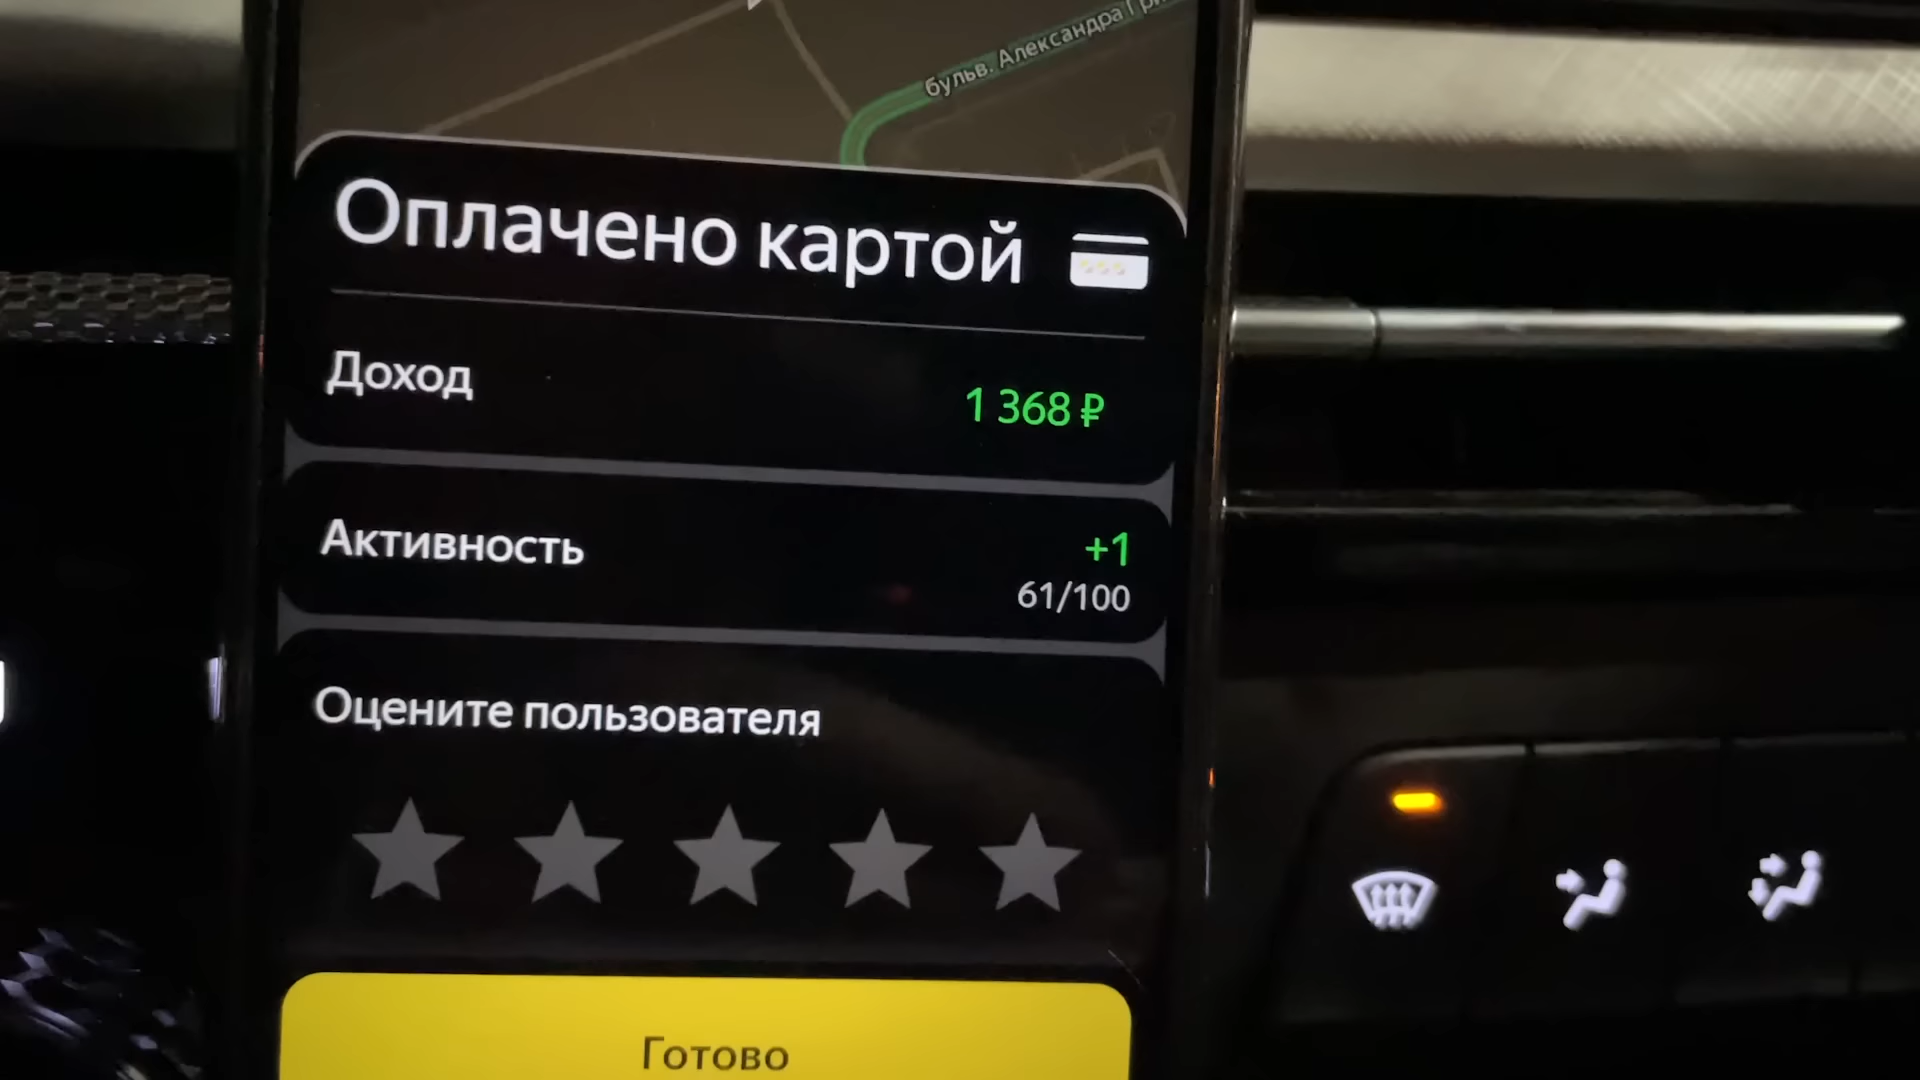 бульв. Александра
Оплачено картой
Доход
1 368 ₽
Активность
+1
61/100
Оцените пользователя
Готово